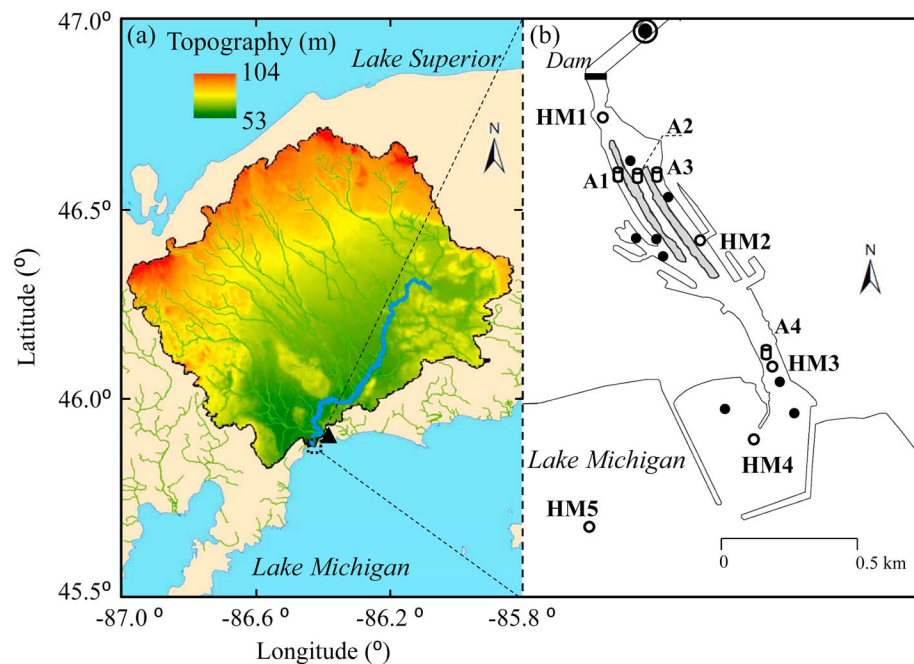 47.0°
46.5°
46.0°
45.5°
Latitude (°)
(a)
Topography (m)
104
53
Lake Superior
N
Lake Michigan
-87.0 °
-86.6 °
-86.2 °
-85.8 °
Longitude (°)
(b)
Dam
HM1
A2
A1
A3
HM2
N
A4
HM3
HM4
Lake Michigan
HM5
0
0.5 km